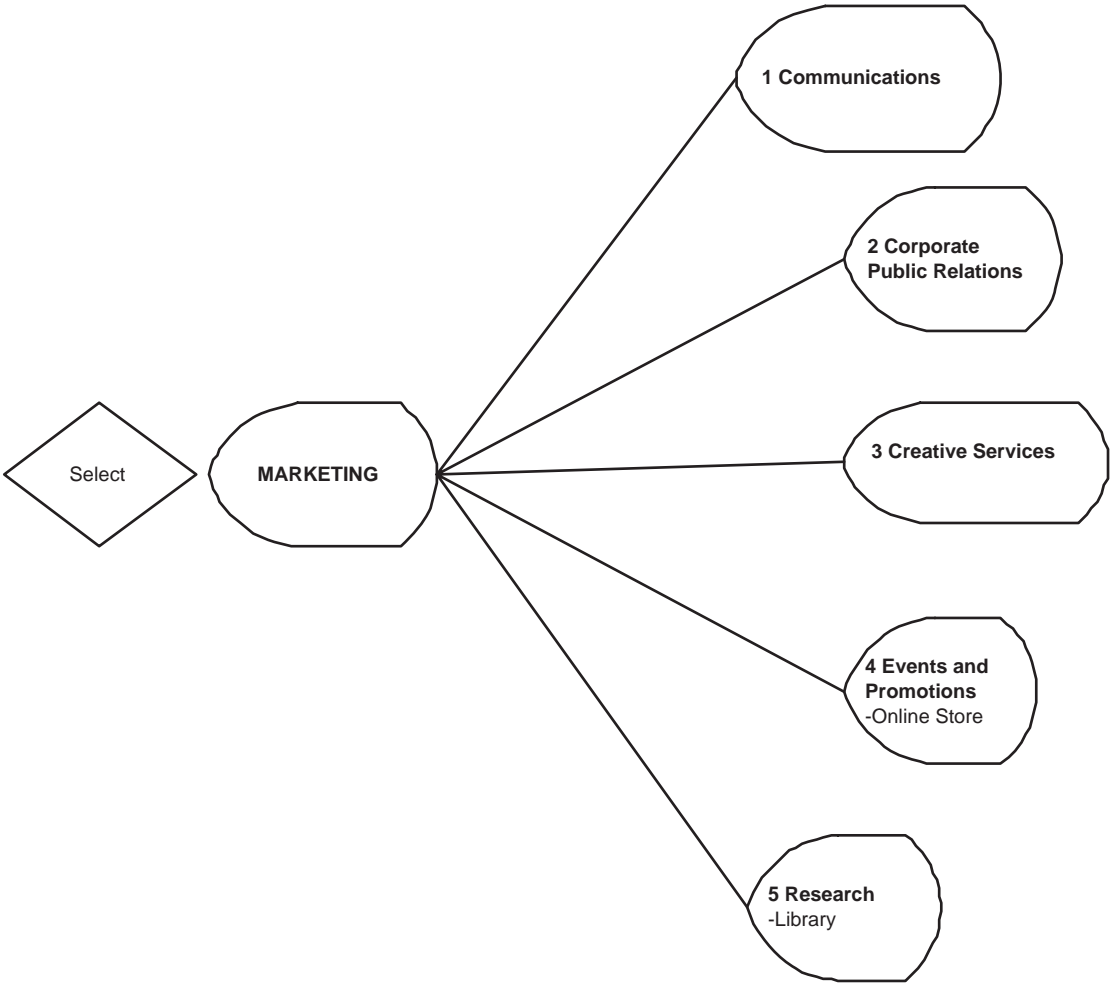 1 Communications
2 Corporate
Public Relations
Select
MARKETING
3 Creative Services
4 Events and
Promotions
-Online Store
5 Research
-Library